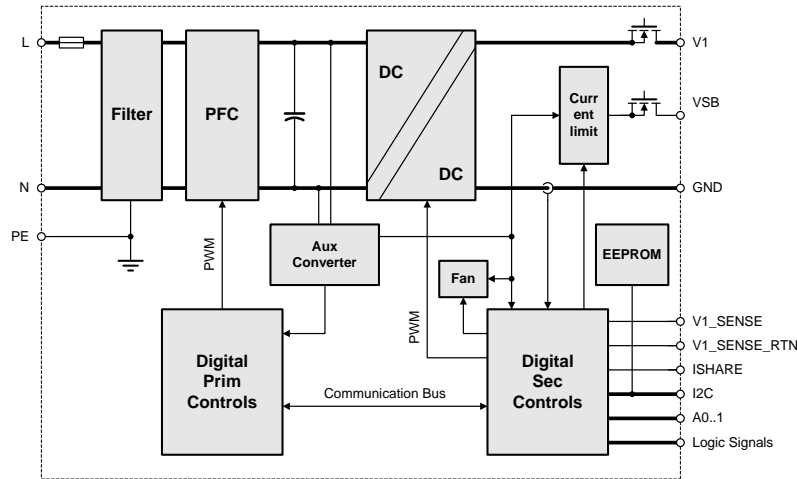 L
Filter
PFC
DC
DC
Curr
ent
limit
V1
VSB
N
GND
PE
PWM
Aux
Converter
EEPROM
Fan
PWM
Digital
Prim
Controls
Communication Bus
Digital
Sec
Controls
V1_SENSE
V1_SENSE_RTN
ISHARE
I2C
A0..1
Logic Signals